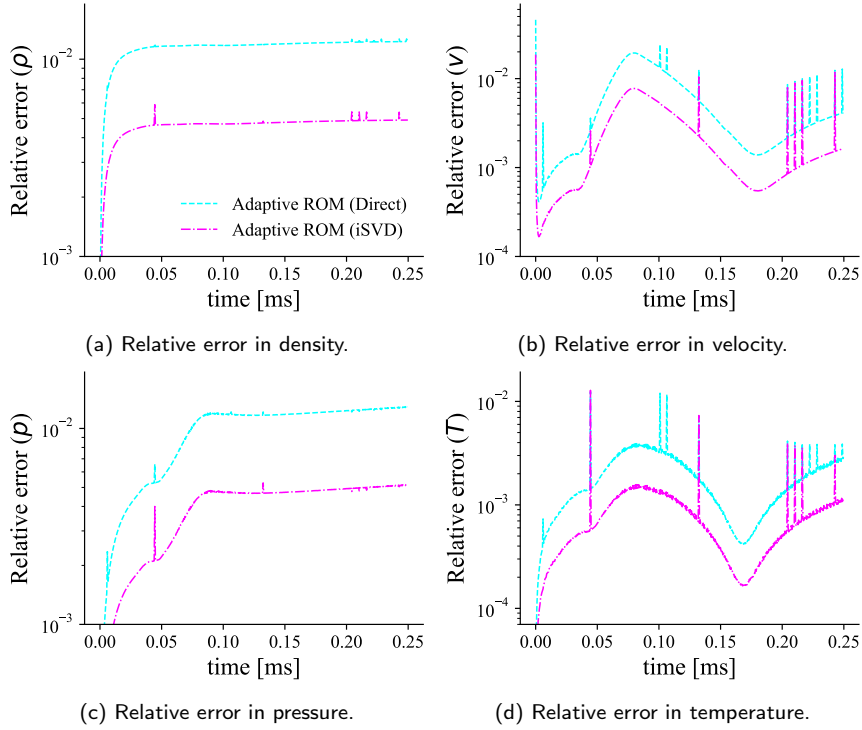 10⁻²
10⁻³
Relative error (ρ)
Adaptive ROM (Direct)
Adaptive ROM (iSVD)
0.00 0.05 0.10 0.15 0.20 0.25
time [ms]
(a) Relative error in density.
10⁻¹
10⁻²
10⁻³
10⁻⁴
Relative error (v)
0.00 0.05 0.10 0.15 0.20 0.25
time [ms]
(b) Relative error in velocity.
10⁻²
10⁻³
Relative error (p)
0.00 0.05 0.10 0.15 0.20 0.25
time [ms]
(c) Relative error in pressure.
10⁻²
10⁻³
10⁻⁴
Relative error (T)
0.00 0.05 0.10 0.15 0.20 0.25
time [ms]
(d) Relative error in temperature.